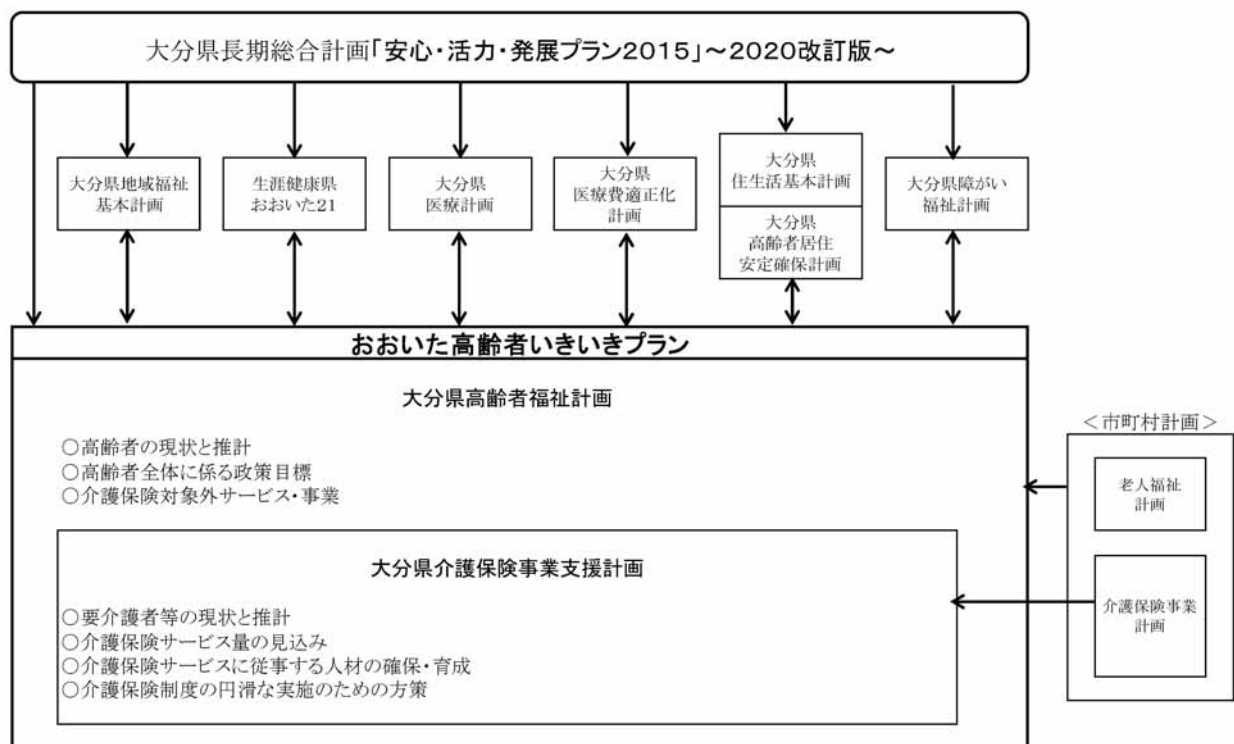 大分県長期総合計画「安心・活力・発展プラン2015」～2020改訂版～
大分県地域福祉
基本計画
生涯健康県
おおいた21
大分県
医療計画
大分県
医療費適正化
計画
大分県
住生活基本計画
大分県
高齢者居住
安定確保計画
大分県障がい
福祉計画
おおいた高齢者いきいきプラン
大分県高齢者福祉計画
○高齢者の現状と推計
○高齢者全体に係る政策目標
○介護保険対象外サービス・事業
大分県介護保険事業支援計画
○要介護者等の現状と推計
○介護保険サービス量の見込み
○介護保険サービスに従事する人材の確保・育成
○介護保険制度の円滑な実施のための方策
＜市町村計画＞
老人福祉
計画
介護保険事業
計画